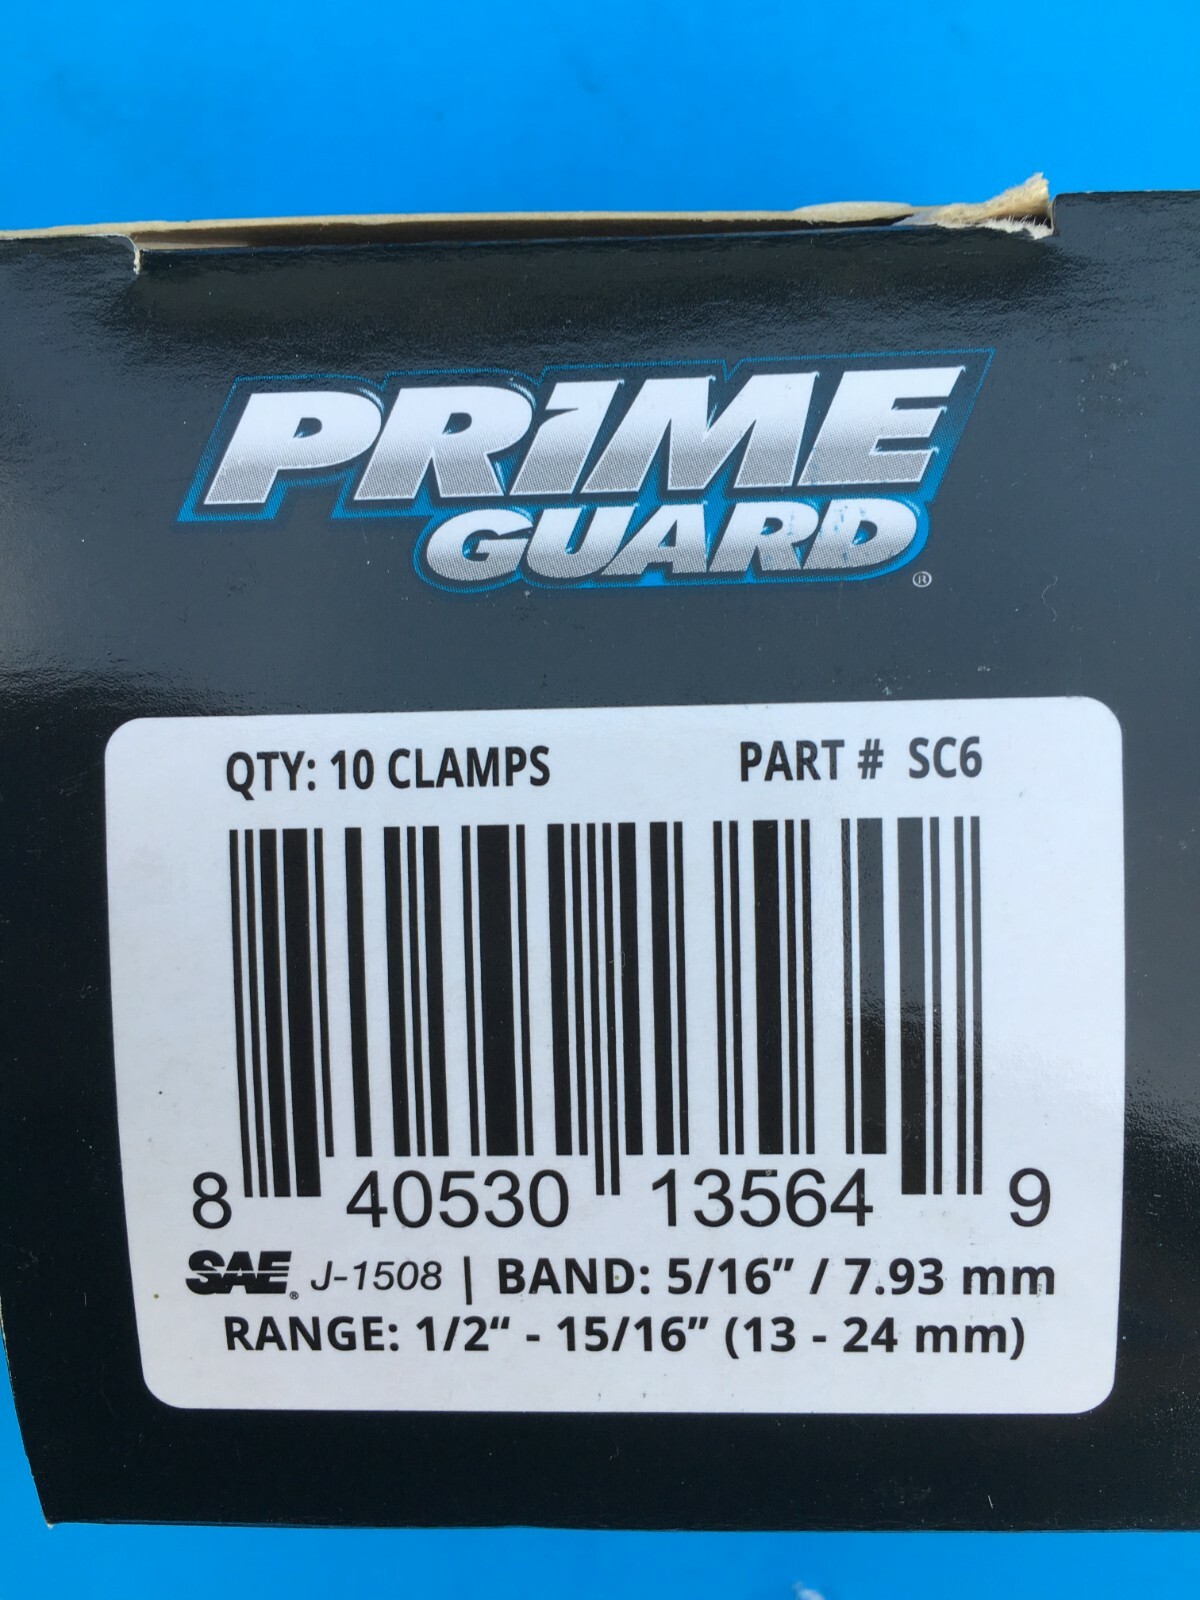 PRIME
GUARD®
QTY: 10 CLAMPS PART # SC6
8 40530 13564 9
SAE® J-1508 | BAND: 5/16” / 7.93 mm
RANGE: 1/2“ - 15/16” (13 - 24 mm)